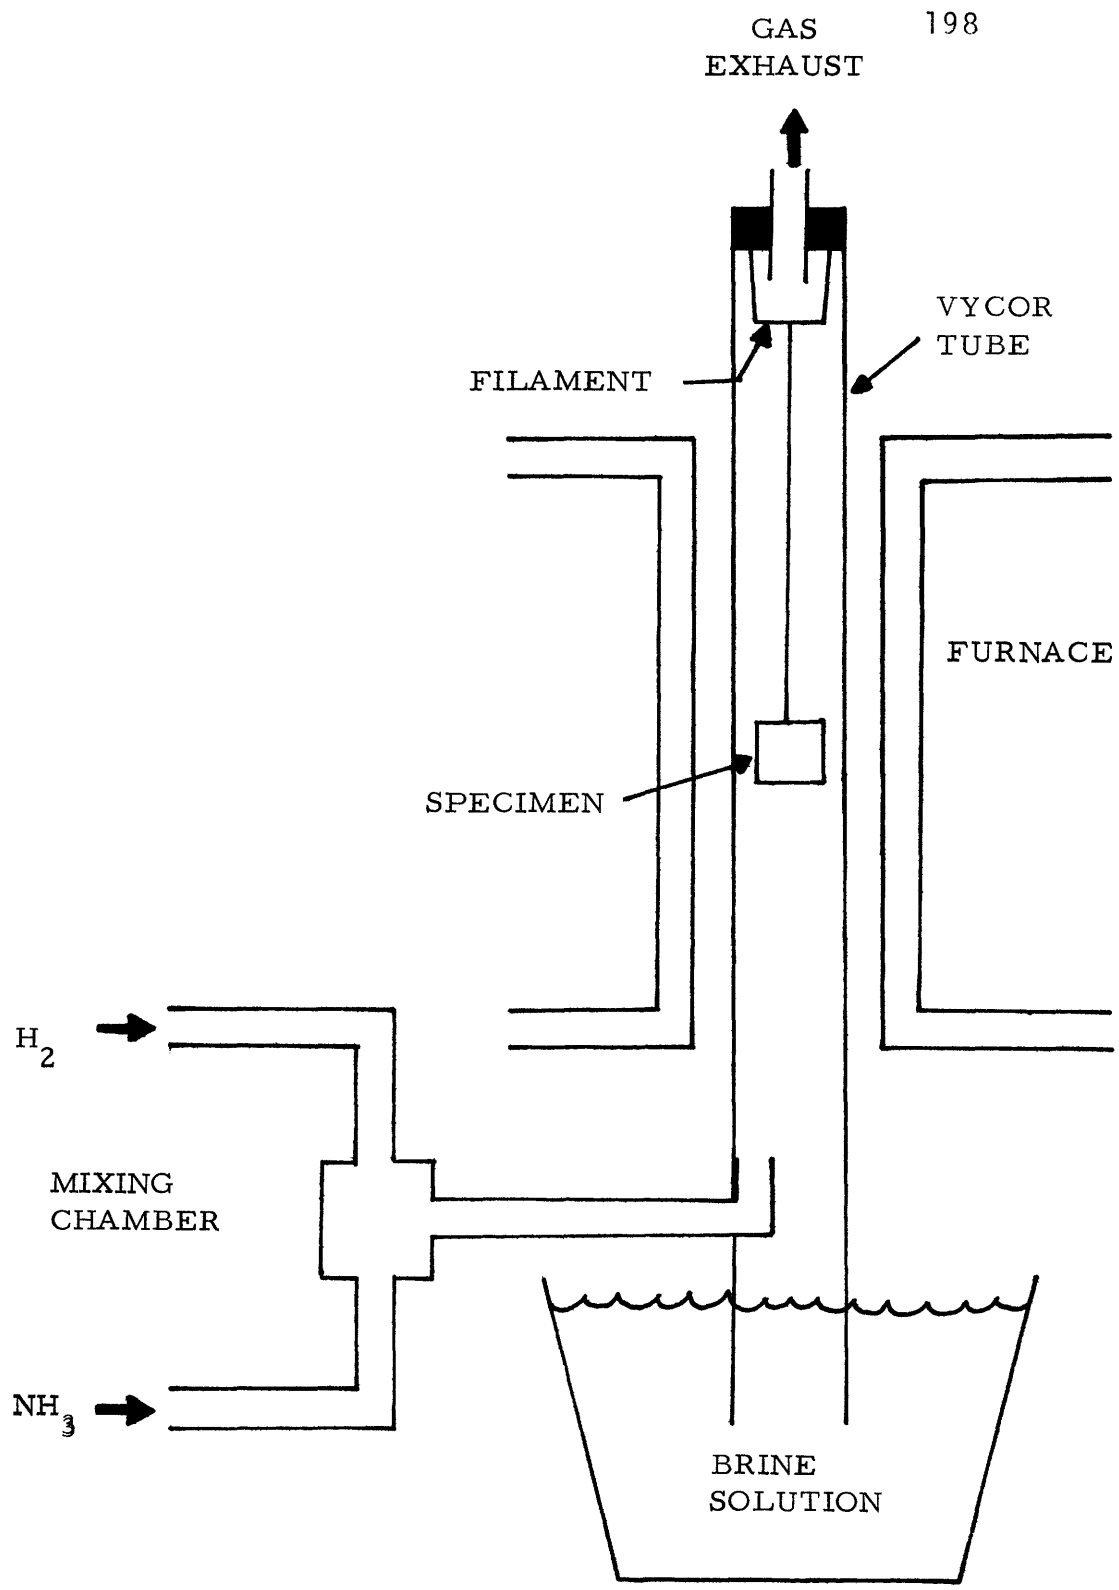 198
GAS
EXHAUST
VYCOR
TUBE
FILAMENT
FURNACE
SPECIMEN
H2
MIXING
CHAMBER
NH3
BRINE
SOLUTION